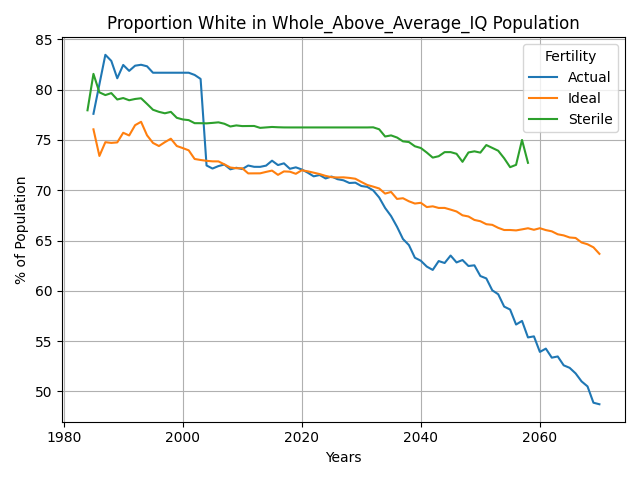 Proportion White in Whole_Above_Average_IQ Population
% of Population
85
80
75
70
65
60
55
50
Fertility
Actual
Ideal
Sterile
1980
2000
2020
2040
2060
Years